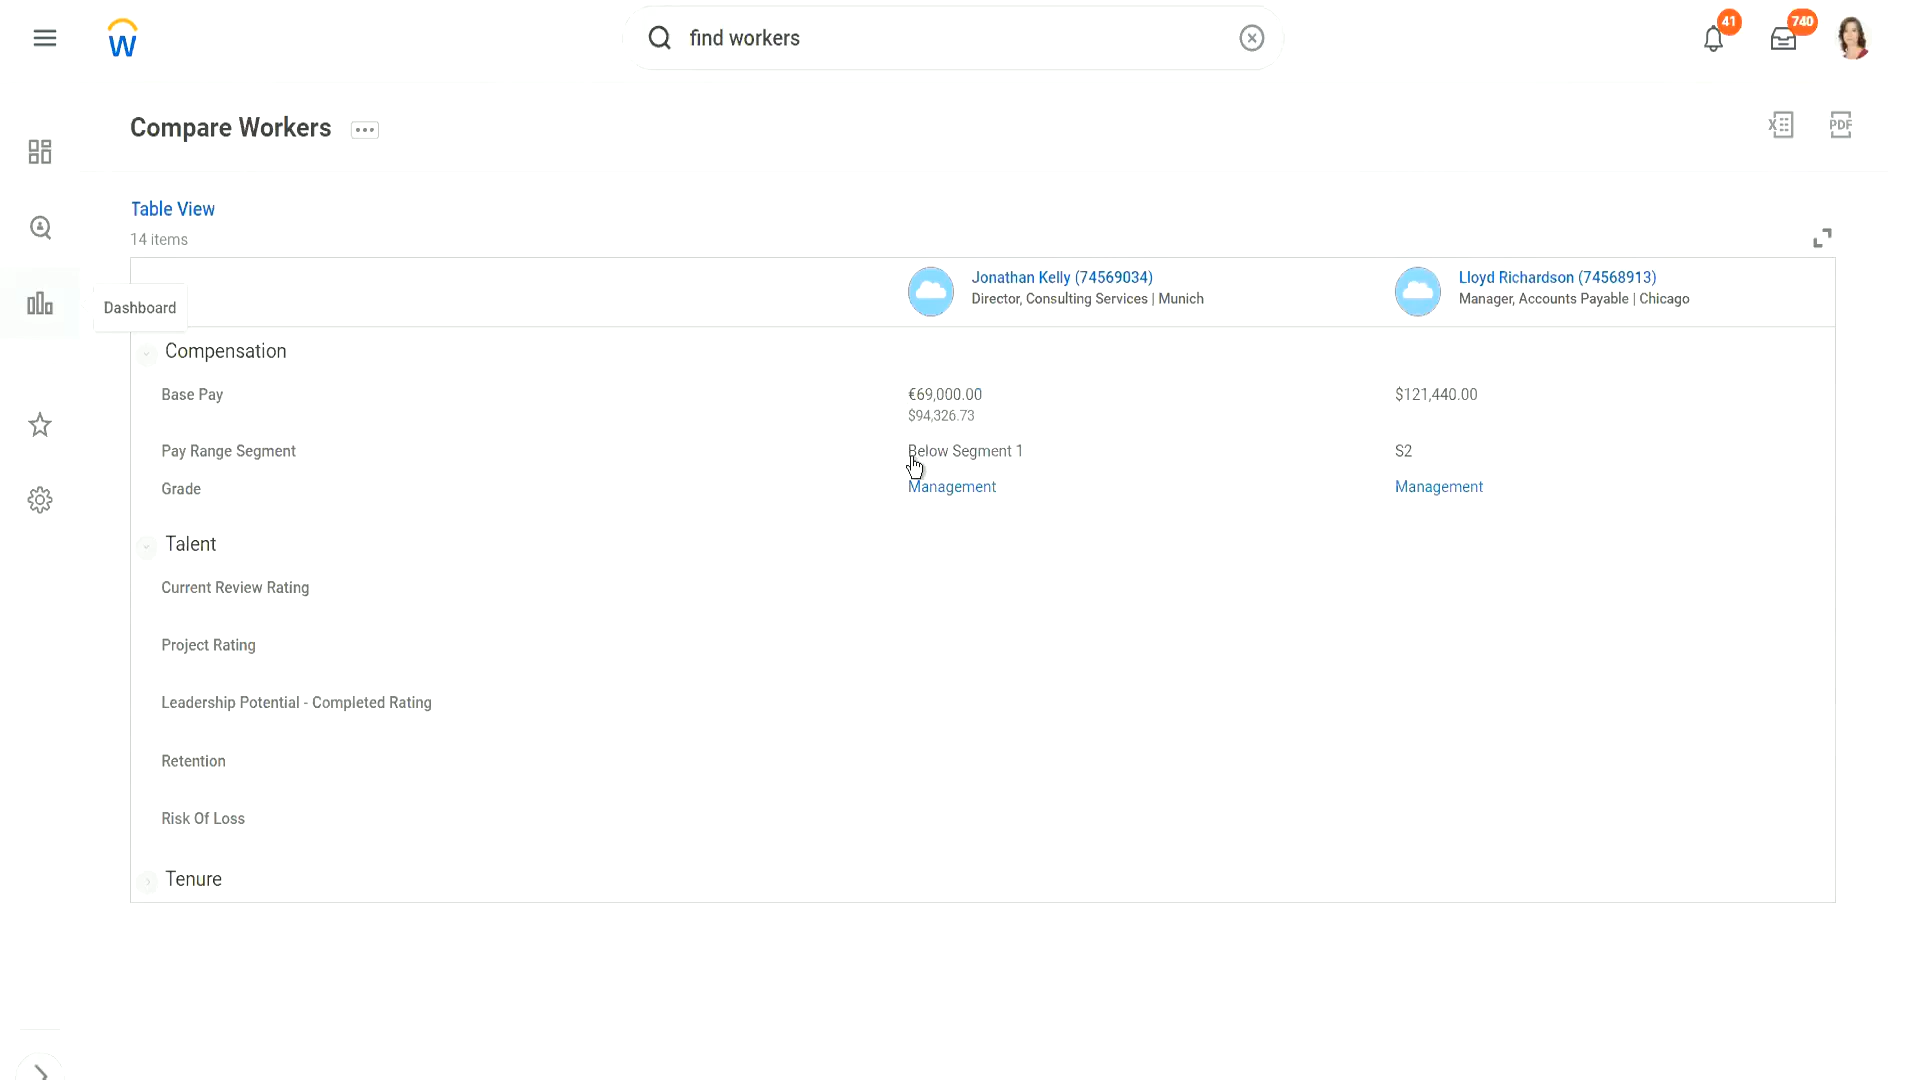 W
find workers
41
740
Compare Workers
X
PDF
Table View
14 items
Jonathan Kelly (74569034)
Director, Consulting Services | Munich
Lloyd Richardson (74568913)
Manager, Accounts Payable | Chicago
Dashboard
Compensation
Base Pay
€69,000.00
$94,326.73
$121,440.00
Pay Range Segment
Below Segment 1
S2
Grade
Management
Management
Talent
Current Review Rating
Project Rating
Leadership Potential - Completed Rating
Retention
Risk Of Loss
Tenure